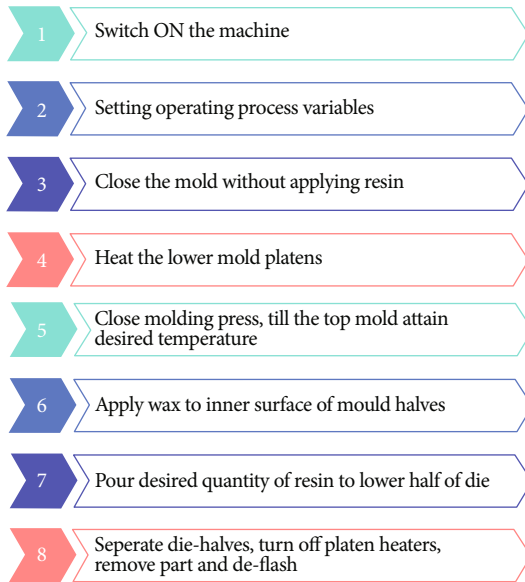 1
Switch ON the machine
2
Setting operating process variables
3
Close the mold without applying resin
4
Heat the lower mold platens
5
Close molding press, till the top mold attain
desired temperature
6
Apply wax to inner surface of mould halves
7
Pour desired quantity of resin to lower half of die
8
Seperate die-halves, turn off platen heaters,
remove part and de-flash